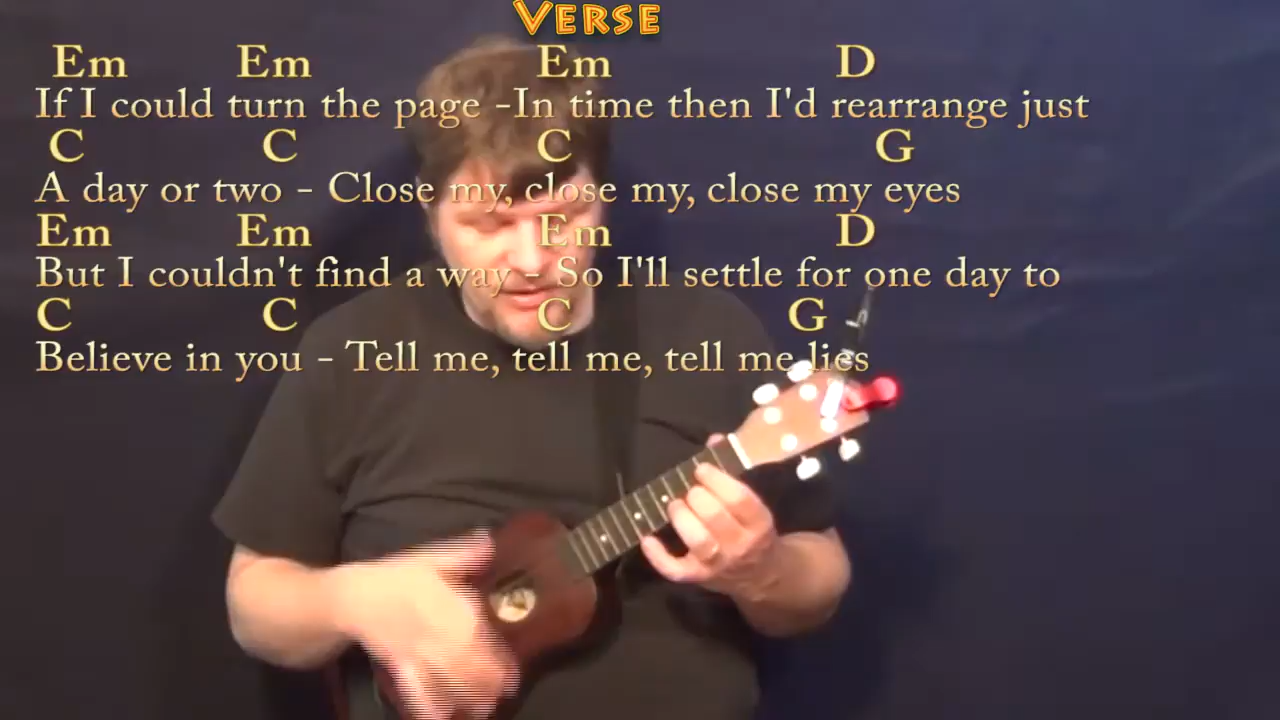 VERSE
Em Em Em D
If I could turn the page -In time then I'd rearrange just
C C C G
A day or two - Close my, close my, close my eyes
Em Em Em D
But I couldn't find a way - So I'll settle for one day to
C C C G
Believe in you - Tell me, tell me, tell me lies